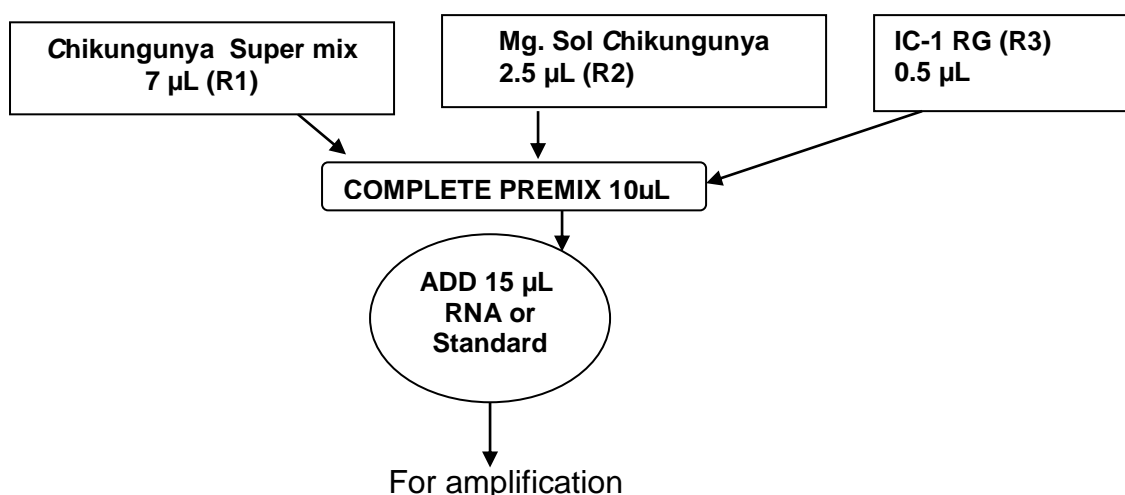 Chikungunya Super mix
7 µL (R1)
Mg. Sol Chikungunya
2.5 µL (R2)
IC-1 RG (R3)
0.5 µL
COMPLETE PREMIX 10uL
ADD 15 µL
RNA or
Standard
For amplification